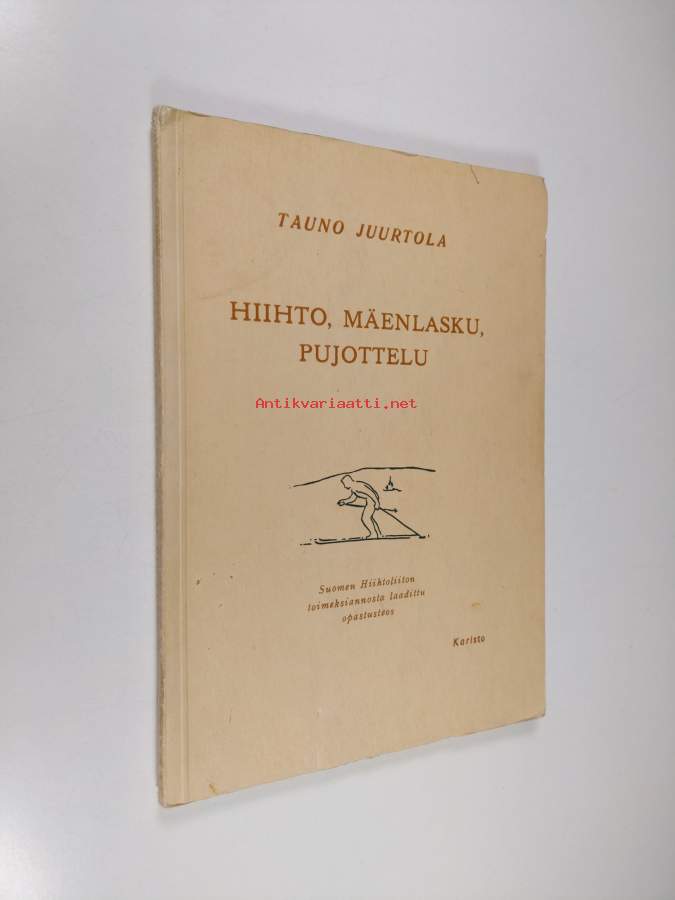 TAUNO JUURTOLA
HIIHTO, MÄENLASKU,
PUJOTTELU
Antikvariaatti.net
Suomen Hiihtoliiton
toimeksiannosta laadittu
opastusteos
Karisto